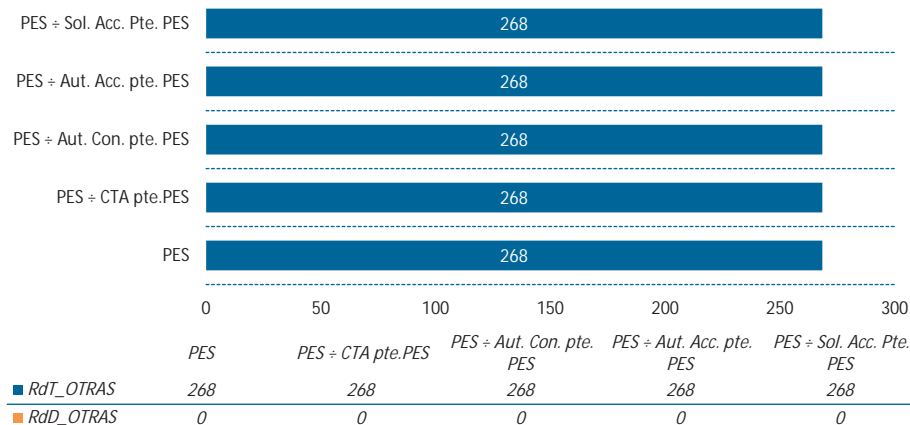 PES ÷ Sol. Acc. Pte. PES
268
PES ÷ Aut. Acc. pte. PES
268
PES ÷ Aut. Con. pte. PES
268
PES ÷ CTA pte.PES
268
PES
268
0 50 100 150 200 250 300
PES PES ÷ CTA pte.PES PES ÷ Aut. Con. pte. PES PES ÷ Aut. Acc. pte. PES PES ÷ Sol. Acc. Pte. PES
RdT_OTRAS 268 268 268 268 268
RdD_OTRAS 0 0 0 0 0